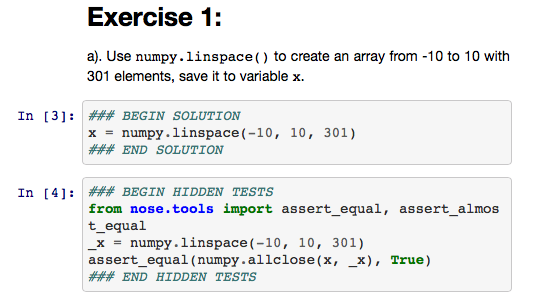 Exercise 1:
a). Use numpy.linspace() to create an array from -10 to 10 with
301 elements, save it to variable x.
In [3]: ### BEGIN SOLUTION
x = numpy.linspace(-10, 10, 301)
### END SOLUTION
In [4]: ### BEGIN HIDDEN TESTS
from nose.tools import assert_equal, assert_almos
t_equal
_x = numpy.linspace(-10, 10, 301)
assert_equal(numpy.allclose(x, _x), True)
### END HIDDEN TESTS